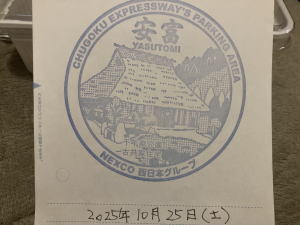 CHUGOKU EXPRESSWAY'S PARKING AREA
安富
YASUTOMI
NEXCO 西日本グループ
2025年10月25日(土)